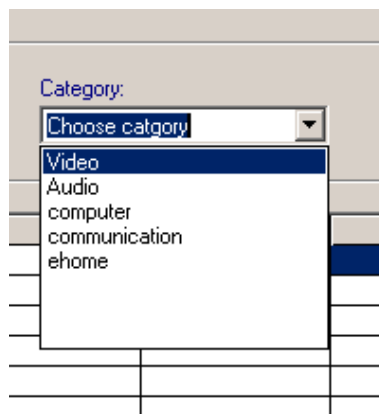 Category:
Choose catgory
Video
Audio
computer
communication
ehome